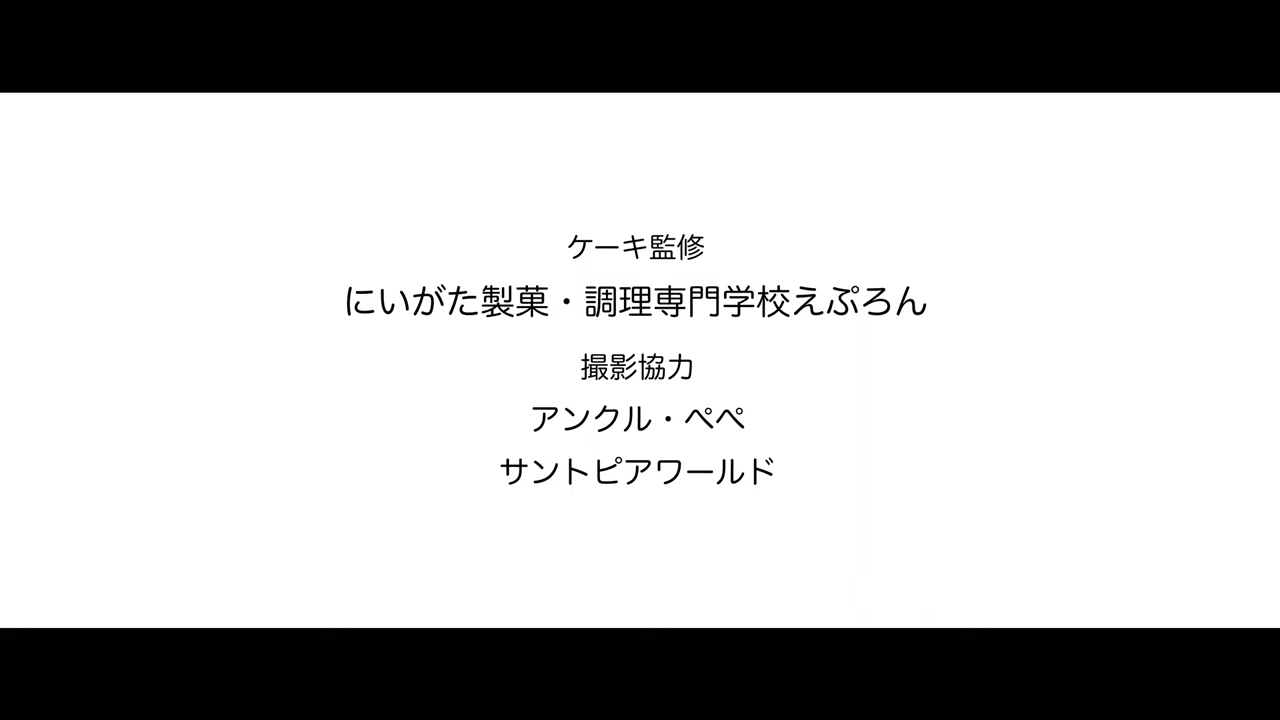 ケーキ監修
にいがた製菓・調理専門学校えぷろん
撮影協力
アンクル・ペペ
サントピアワールド